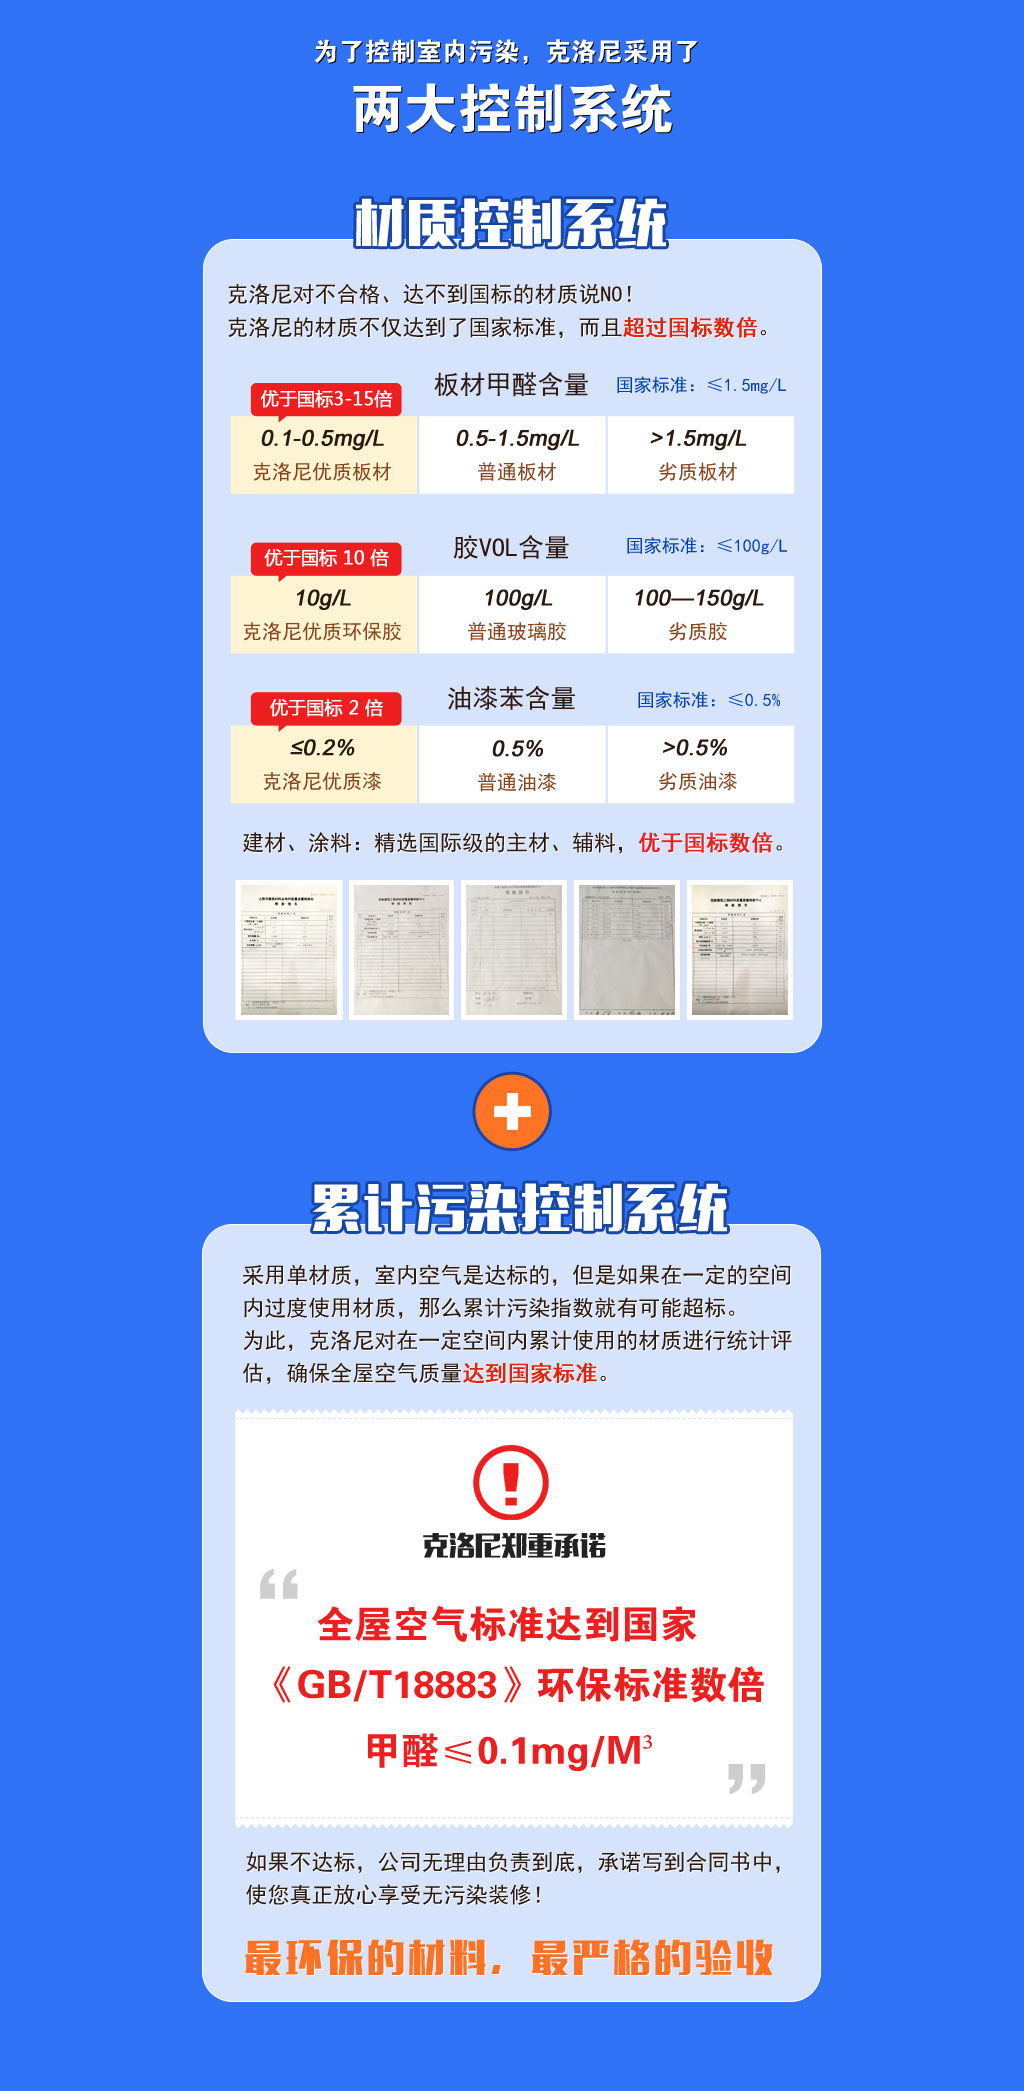 为了控制室内污染，克洛尼采用了
两大控制系统
材质控制系统
克洛尼对不合格、达不到国标的材质说NO！
克洛尼的材质不仅达到了国家标准，而且超过国标数倍。
优于国标3-15倍
板材甲醛含量
国家标准：≤1.5mg/L
0.1-0.5mg/L
0.5-1.5mg/L
>1.5mg/L
克洛尼优质板材
普通板材
劣质板材
优于国标 10 倍
胶VOL含量
国家标准：≤100g/L
10g/L
100g/L
100—150g/L
克洛尼优质环保胶
普通玻璃胶
劣质胶
优于国标 2 倍
油漆苯含量
国家标准：≤0.5%
≤0.2%
0.5%
>0.5%
克洛尼优质漆
普通油漆
劣质油漆
建材、涂料：精选国际级的主材、辅料，优于国标数倍。
累计污染控制系统
采用单材质，室内空气是达标的，但是如果在一定的空间
内过度使用材质，那么累计污染指数就有可能超标。
为此，克洛尼对在一定空间内累计使用的材质进行统计评
估，确保全屋空气质量达到国家标准。
克洛尼郑重承诺
“
全屋空气标准达到国家
《GB/T18883》环保标准数倍
甲醛≤0.1mg/M³
”
如果不达标，公司无理由负责到底，承诺写到合同书中，
使您真正放心享受无污染装修！
最环保的材料，最严格的验收